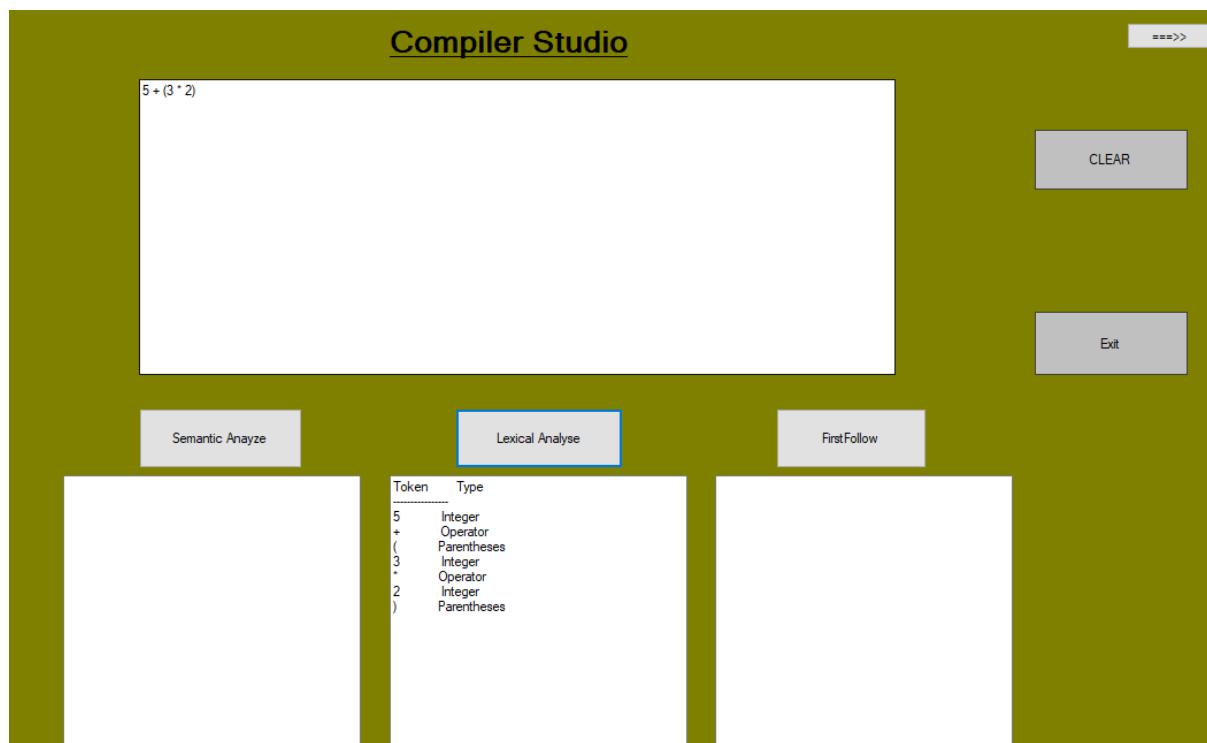 Compiler Studio
===>>
5 + (3 * 2)
CLEAR
Exit
Semantic Anayze
Lexical Analyse
FirstFollow
Token Type
----------------
5 Integer
+ Operator
( Parentheses
3 Integer
* Operator
2 Integer
) Parentheses